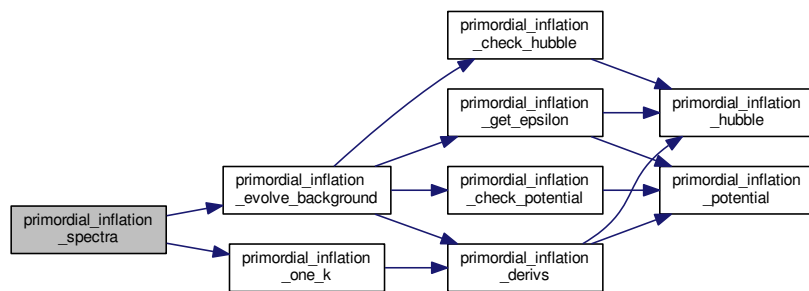 primordial_inflation
_spectra
primordial_inflation
_evolve_background
primordial_inflation
_one_k
primordial_inflation
_check_hubble
primordial_inflation
_get_epsilon
primordial_inflation
_check_potential
primordial_inflation
_derivs
primordial_inflation
_hubble
primordial_inflation
_potential